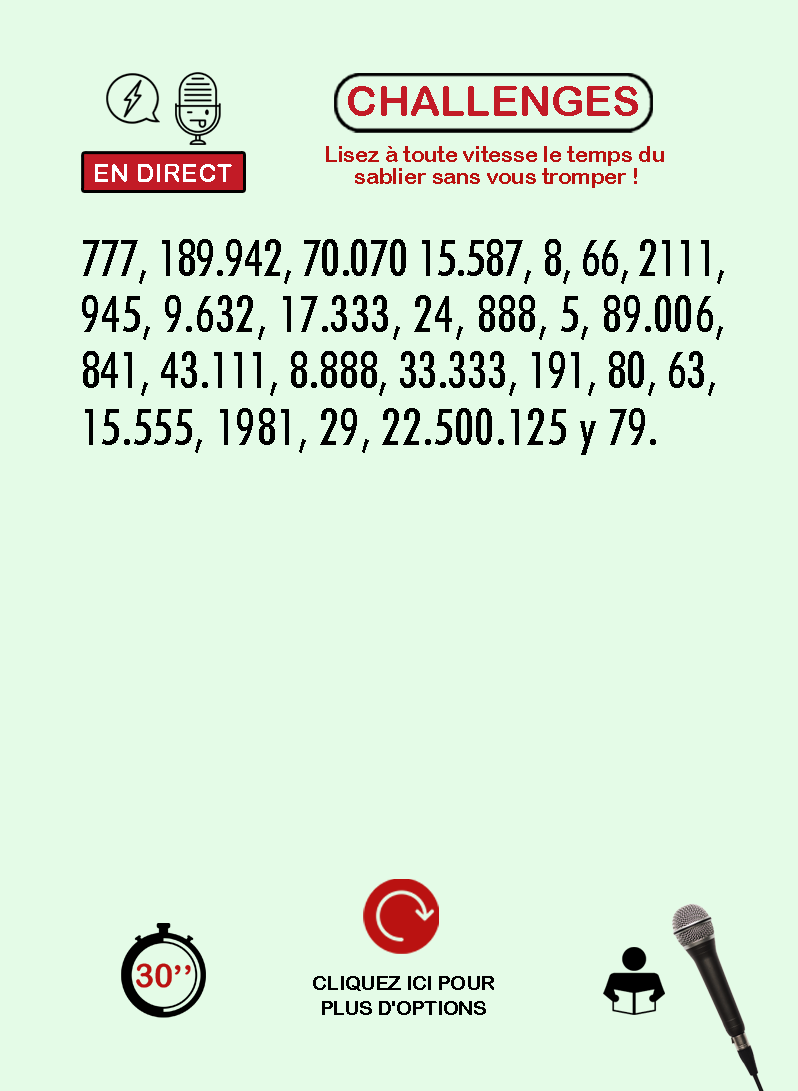 EN DIRECT
CHALLENGES
Lisez à toute vitesse le temps du
sablier sans vous tromper !
777, 189.942, 70.070 15.587, 8, 66, 2111,
945, 9.632, 17.333, 24, 888, 5, 89.006,
841, 43.111, 8.888, 33.333, 191, 80, 63,
15.555, 1981, 29, 22.500.125 y 79.
30’’
CLIQUEZ ICI POUR
PLUS D'OPTIONS